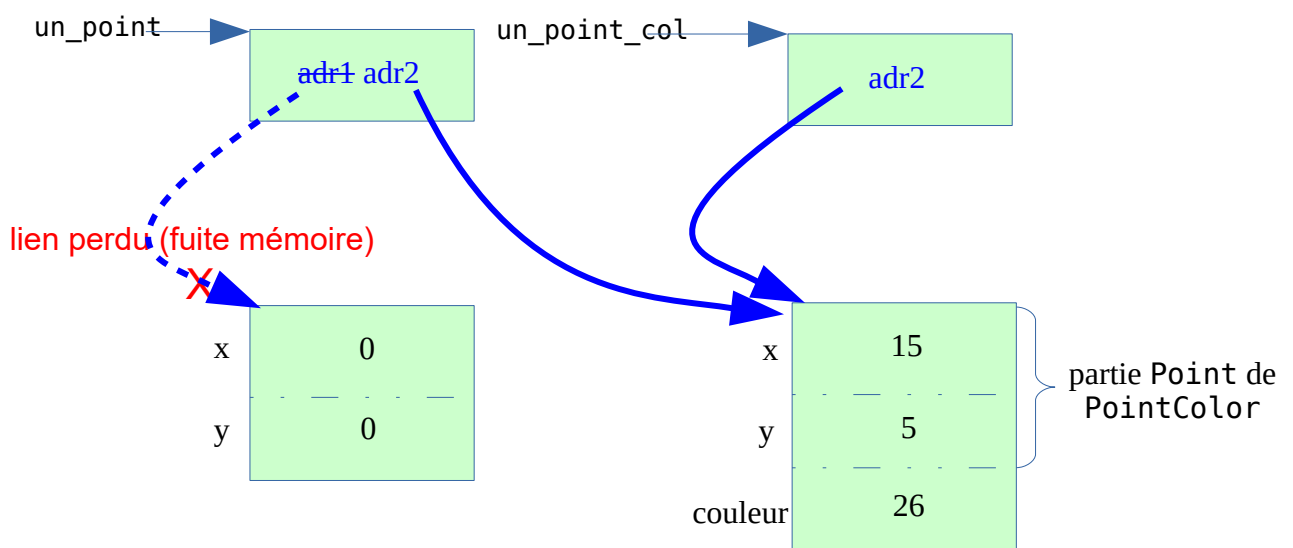 un_point
un_point_col
adr1 adr2
adr2
lien perdu (fuite mémoire)
X
x 0
y 0
x 15
y 5
couleur 26
partie Point de
PointColor